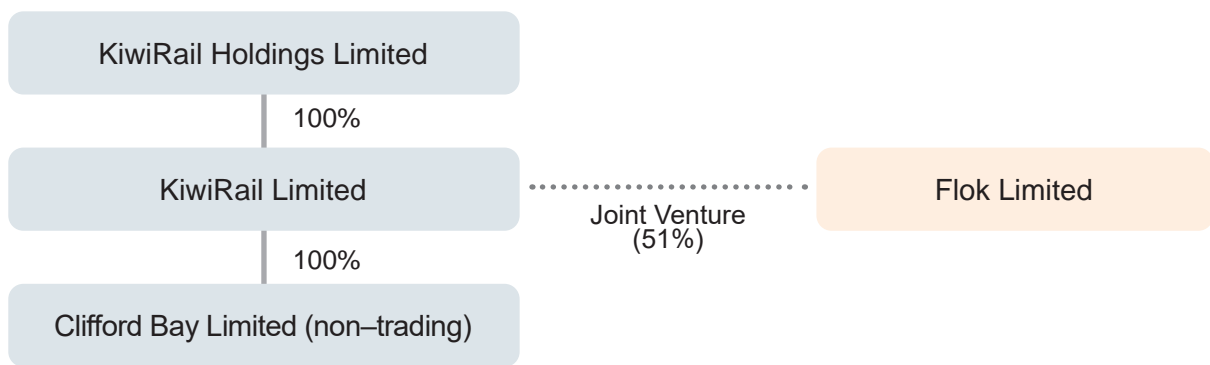 KiwiRail Holdings Limited
100%
KiwiRail Limited
Joint Venture
(51%)
Flok Limited
100%
Clifford Bay Limited (non–trading)